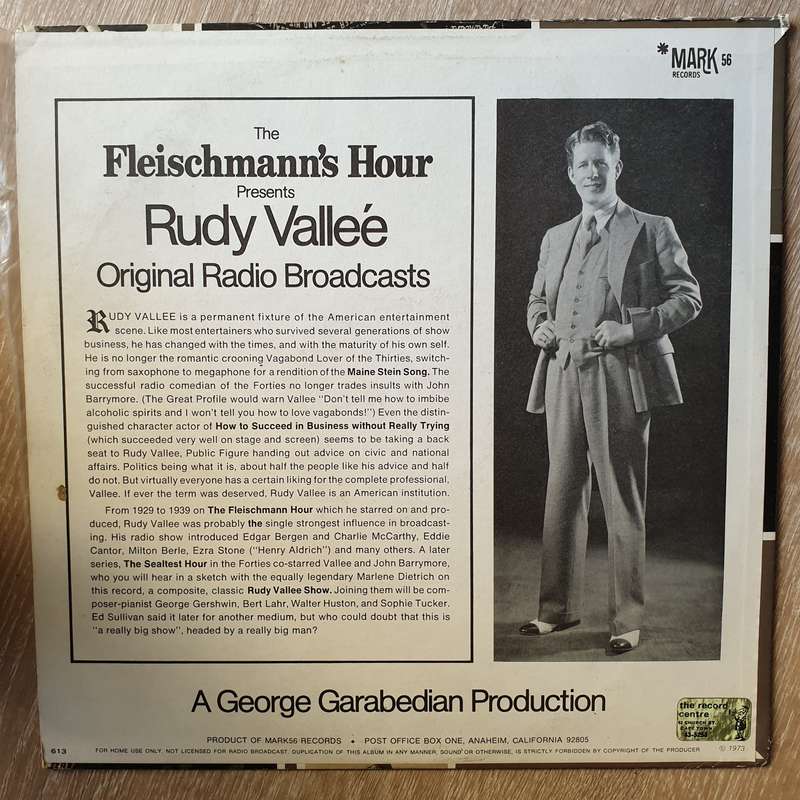 *MARK 56
RECORDS
The
Fleischmann's Hour
Presents
Rudy Valleé
Original Radio Broadcasts
RUDY VALLEE is a permanent fixture of the American entertainment
scene. Like most entertainers who survived several generations of show
business, he has changed with the times, and with the maturity of his own self.
He is no longer the romantic crooning Vagabond Lover of the Thirties, switch-
ing from saxophone to megaphone for a rendition of the Maine Stein Song. The
successful radio comedian of the Forties no longer trades insults with John
Barrymore. (The Great Profile would warn Vallee "Don't tell me how to imbibe
alcoholic spirits and I won't tell you how to love vagabonds!") Even the distin-
guished character actor of How to Succeed in Business without Really Trying
(which succeeded very well on stage and screen) seems to be taking a back
seat to Rudy Vallee, Public Figure handing out advice on civic and national
affairs. Politics being what it is, about half the people like his advice and half
do not. But virtually everyone has a certain liking for the complete professional,
Vallee. If ever the term was deserved, Rudy Vallee is an American institution.
From 1929 to 1939 on The Fleischmann Hour which he starred on and pro-
duced, Rudy Vallee was probably the single strongest influence in broadcast-
ing. His radio show introduced Edgar Bergen and Charlie McCarthy, Eddie
Cantor, Milton Berle, Ezra Stone ("Henry Aldrich") and many others. A later
series, The Sealtest Hour in the Forties co-starred Vallee and John Barrymore,
who you will hear in a sketch with the equally legendary Marlene Dietrich on
this record, a composite, classic Rudy Vallee Show. Joining them will be com-
poser-pianist George Gershwin, Bert Lahr, Walter Huston, and Sophie Tucker.
Ed Sullivan said it later for another medium, but who could doubt that this is
"a really big show", headed by a really big man?
A George Garabedian Production
the record
centre
CHURCH ST.
CAPE TOWN
PRODUCT OF MARK56 RECORDS • POST OFFICE BOX ONE, ANAHEIM, CALIFORNIA 92805
613
FOR HOME USE ONLY, NOT LICENSED FOR RADIO BROADCAST. DUPLICATION OF THIS ALBUM IN ANY MANNER, SOUND OR OTHERWISE, IS STRICTLY FORBIDDEN BY COPYRIGHT OF THE PRODUCER
© 1973